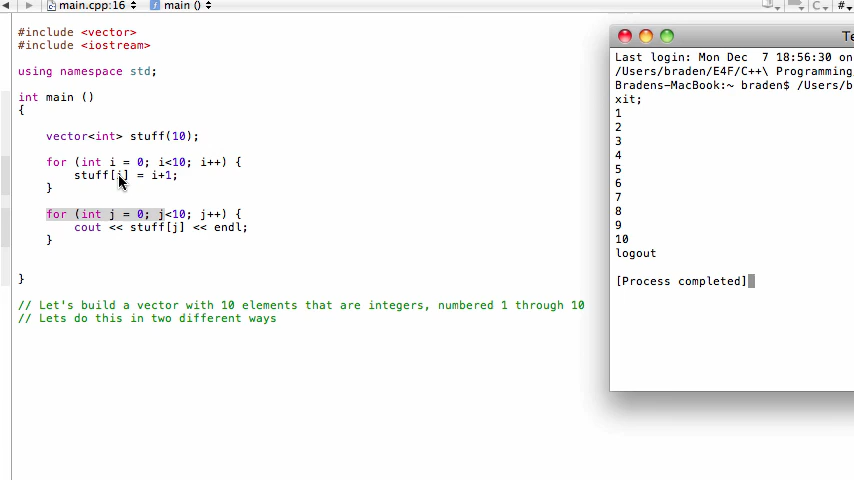 main.cpp:16 main () C #
#include <vector>
#include <iostream>
using namespace std;
int main ()
{
vector<int> stuff(10);
for (int i = 0; i<10; i++) {
stuff[i] = i+1;
}
for (int j = 0; j<10; j++) {
cout << stuff[j] << endl;
}
}
// Let's build a vector with 10 elements that are integers, numbered 1 through 10
// Lets do this in two different ways
Te
Last login: Mon Dec  7 18:56:30 on
/Users/braden/E4F/C++\ Programming
Bradens-MacBook:~ braden$ /Users/b
xit;
1
2
3
4
5
6
7
8
9
10
logout
[Process completed]